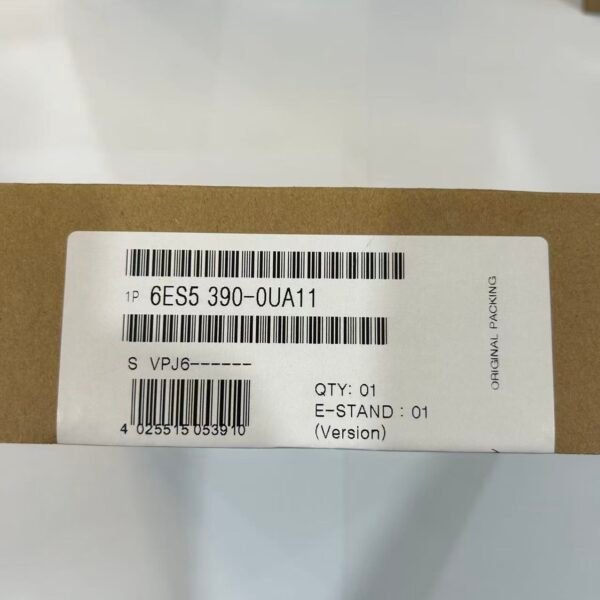 1P 6ES5 390-0UA11
S VPJ6------
4 025515 053910
QTY: 01
E-STAND : 01
(Version)
ORIGINAL PACKING